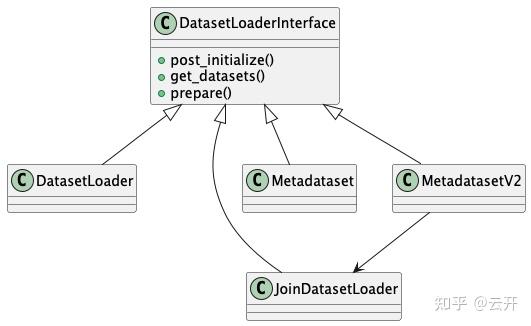 C DatasetLoaderInterface
post_initialize()
get_datasets()
prepare()
C DatasetLoader
C Metadataset
C MetadatasetV2
C JoinDatasetLoader
知乎 @云开